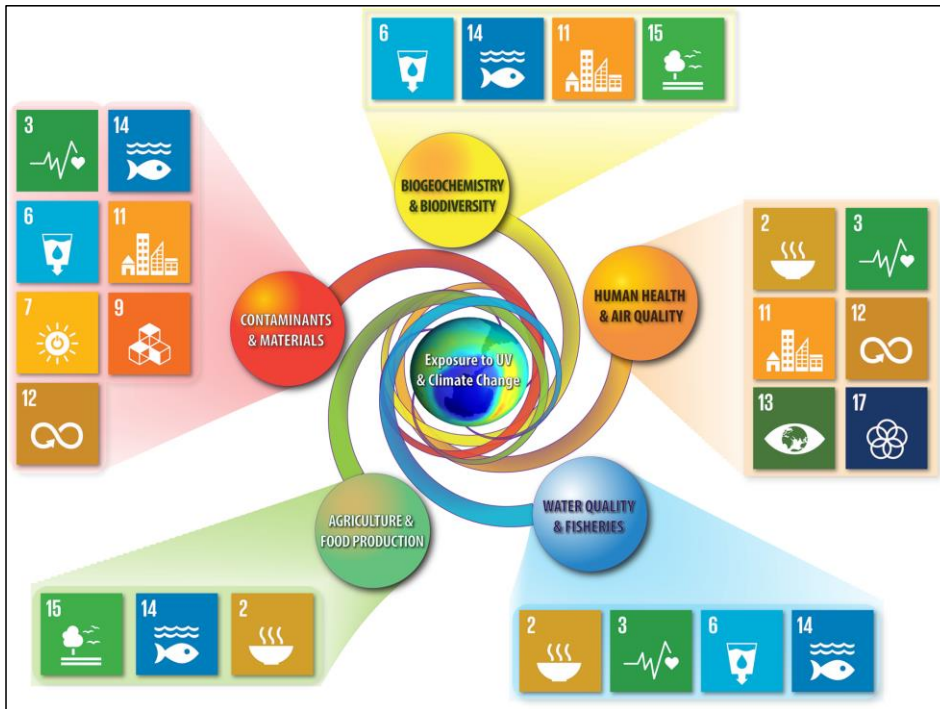 6 14 11 15
BIOGEOCHEMISTRY
& BIODIVERSITY
3 14
6 11
7 9
12
CONTAMINANTS
& MATERIALS
2 3
11 12
13 17
HUMAN HEALTH
& AIR QUALITY
Exposure to UV
& Climate Change
AGRICULTURE &
FOOD PRODUCTION
15 14 2
WATER QUALITY
& FISHERIES
2 3 6 14